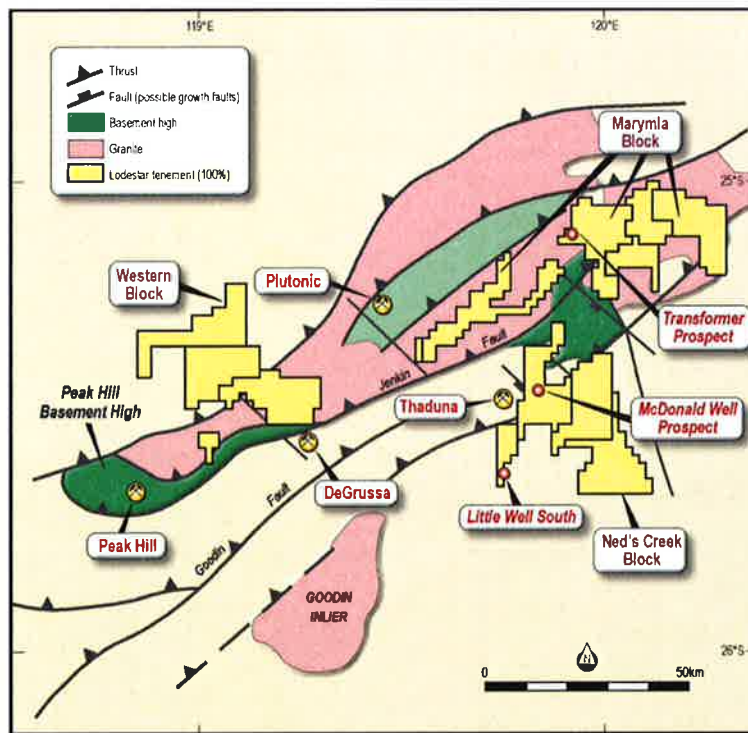 119°E
120°E
Thrust
Fault (possible growth faults)
Basement high
Granite
Lodestar tenement (100%)
Marymia
Block
25°S
Western
Block
Plutonic
Transformer
Prospect
Peak Hill
Basement High
Jenkin
Fault
Thaduna
McDonald Well
Prospect
DeGrussa
Peak Hill
Little Well South
Ned's Creek
Block
Goodin
Fault
GOODIN
INLIER
26°S
N
0
50km